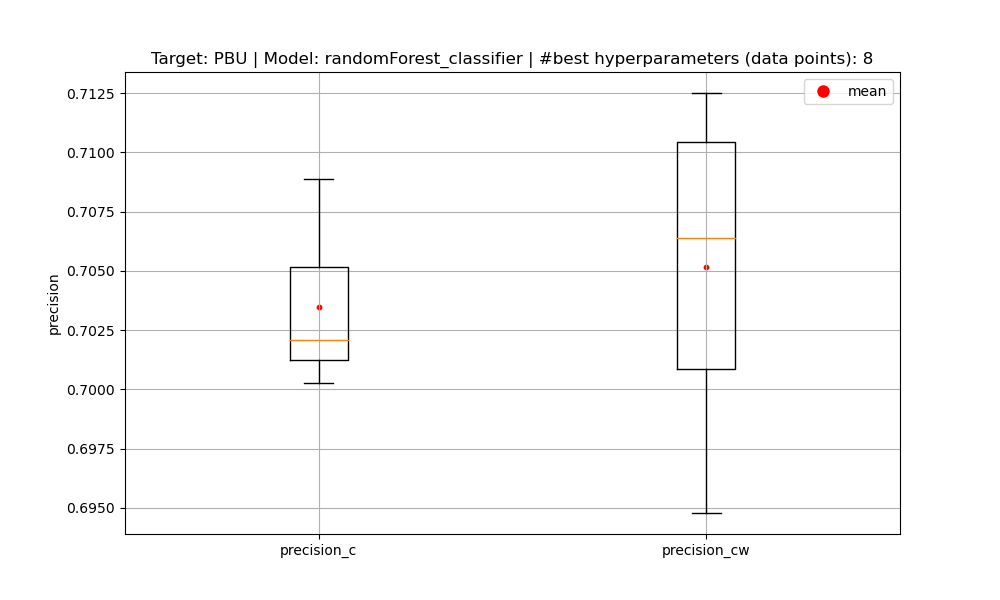 Target: PBU | Model: randomForest_classifier | #best hyperparameters (data points): 8
mean
0.7125
0.7100
0.7075
0.7050
0.7025
0.7000
0.6975
0.6950
precision
precision_c
precision_cw